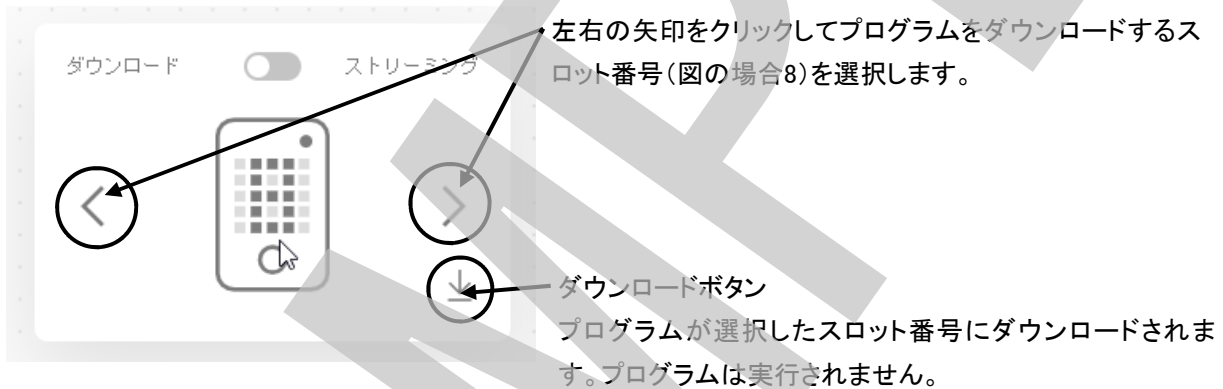 左右の矢印をクリックしてプログラムをダウンロードするス
ロット番号(図の場合8)を選択します。
ダウンロード ストリーミング
ダウンロードボタン
プログラムが選択したスロット番号にダウンロードされま
す。プログラムは実行されません。